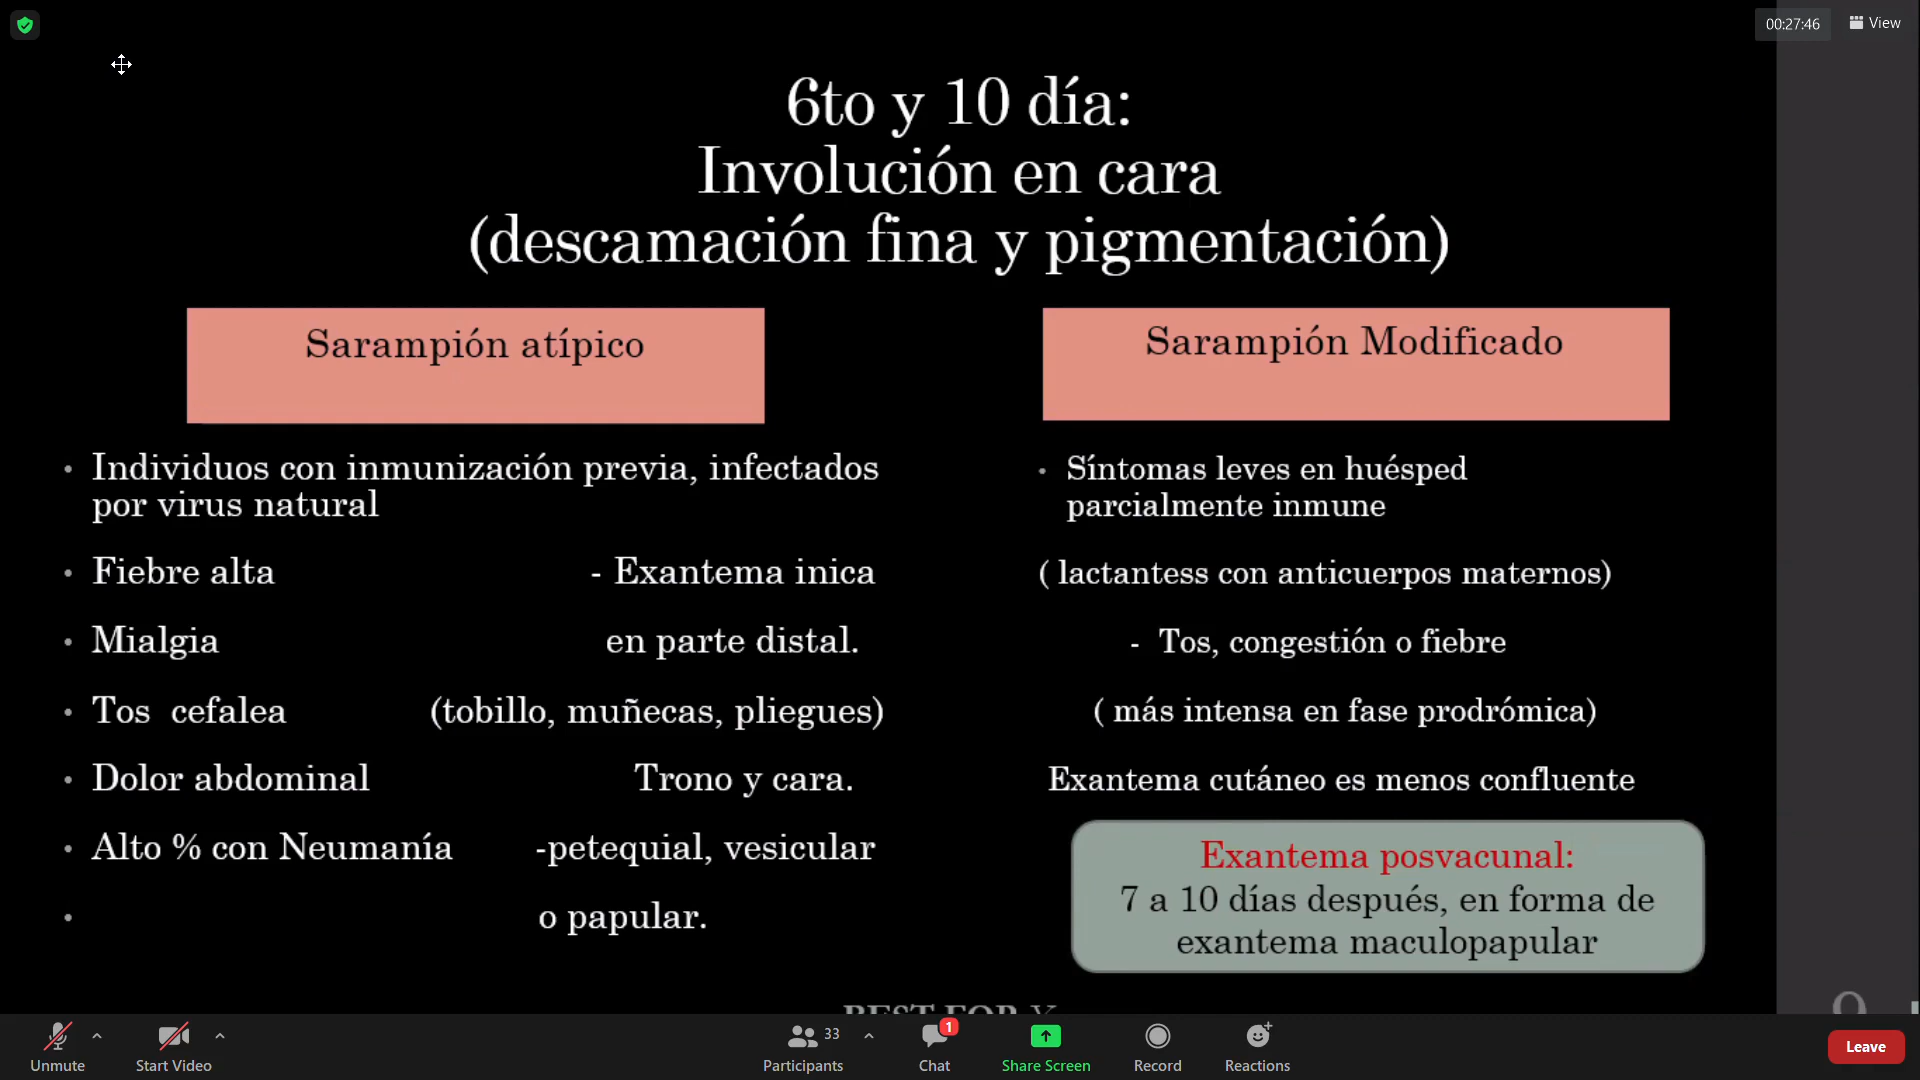 00:27:46
View
6to y 10 día:
Involución en cara
(descamación fina y pigmentación)
Sarampión atípico
• Individuos con inmunización previa, infectados
por virus natural
• Fiebre alta - Exantema inica
• Mialgia en parte distal.
• Tos cefalea (tobillo, muñecas, pliegues)
• Dolor abdominal Trono y cara.
• Alto % con Neumanía -petequial, vesicular
• o papular.
Sarampión Modificado
• Síntomas leves en huésped
parcialmente inmune
( lactantess con anticuerpos maternos)
- Tos, congestión o fiebre
( más intensa en fase prodrómica)
Exantema cutáneo es menos confluente
Exantema posvacunal:
7 a 10 días después, en forma de
exantema maculopapular
BEST FOR Y
Unmute
Start Video
Participants 33
Chat 1
Share Screen
Record
Reactions
Leave